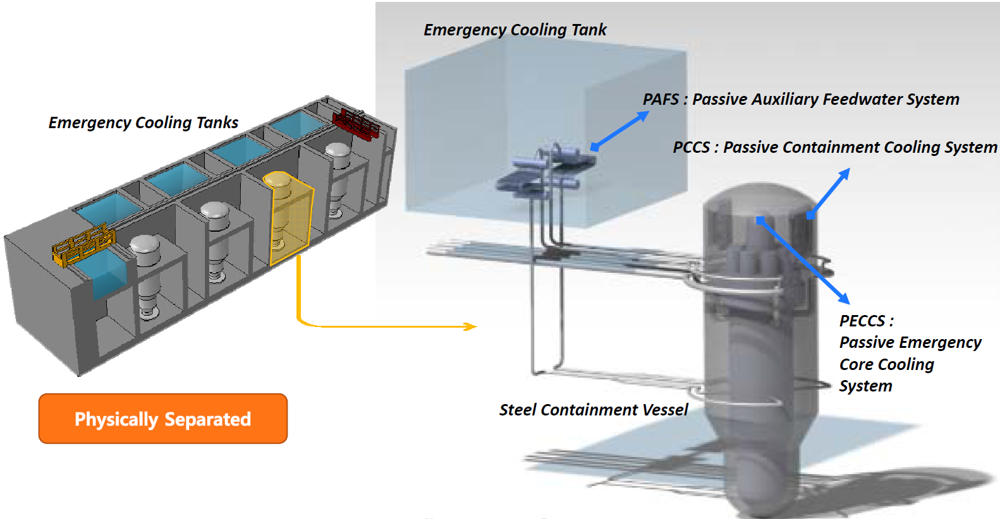 Emergency Cooling Tank
PAFS : Passive Auxiliary Feedwater System
Emergency Cooling Tanks
PCCS : Passive Containment Cooling System
PECCS :
Passive Emergency
Core Cooling
System
Steel Containment Vessel
Physically Separated